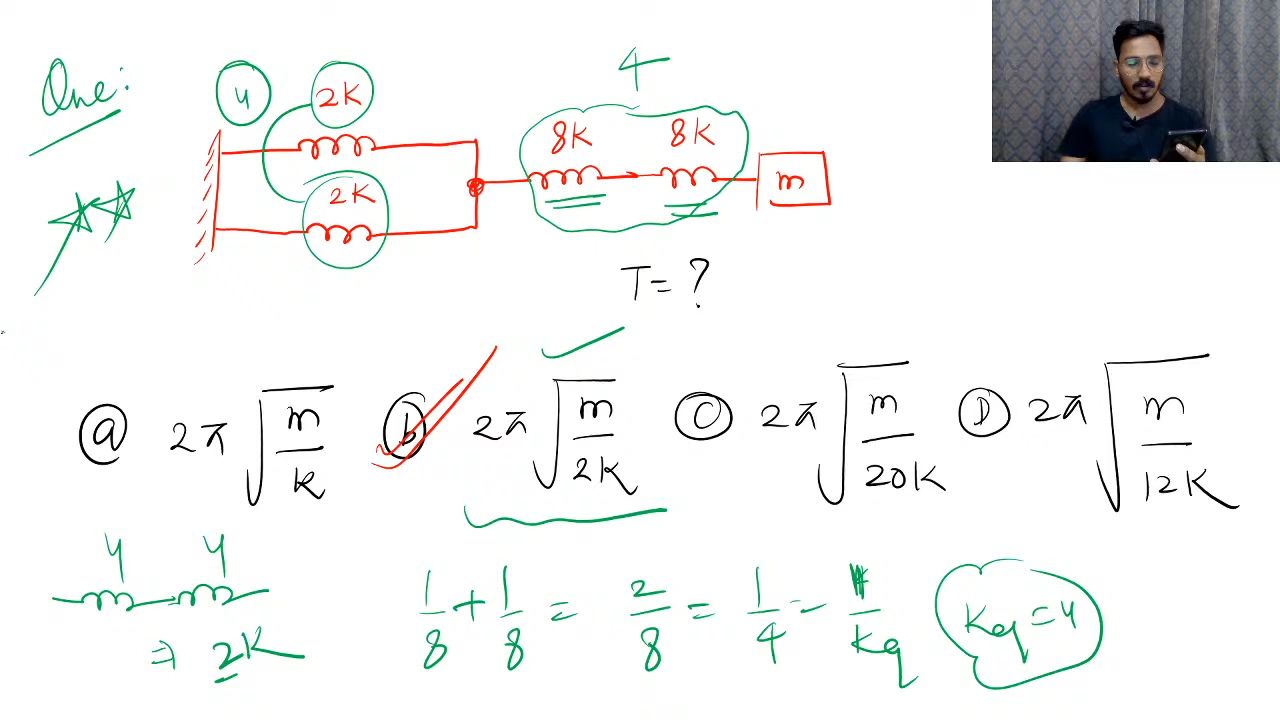 Que:
4 2K 4
2K 8K 8K m
T = ?
(a) 2π√(m/k) (b) 2π√(m/2K) (c) 2π√(m/20K) (D) 2π√(m/12K)
4 4
⇒ 2K
1/8 + 1/8 = 2/8 = 1/4 = 1/Keq
Keq = 4